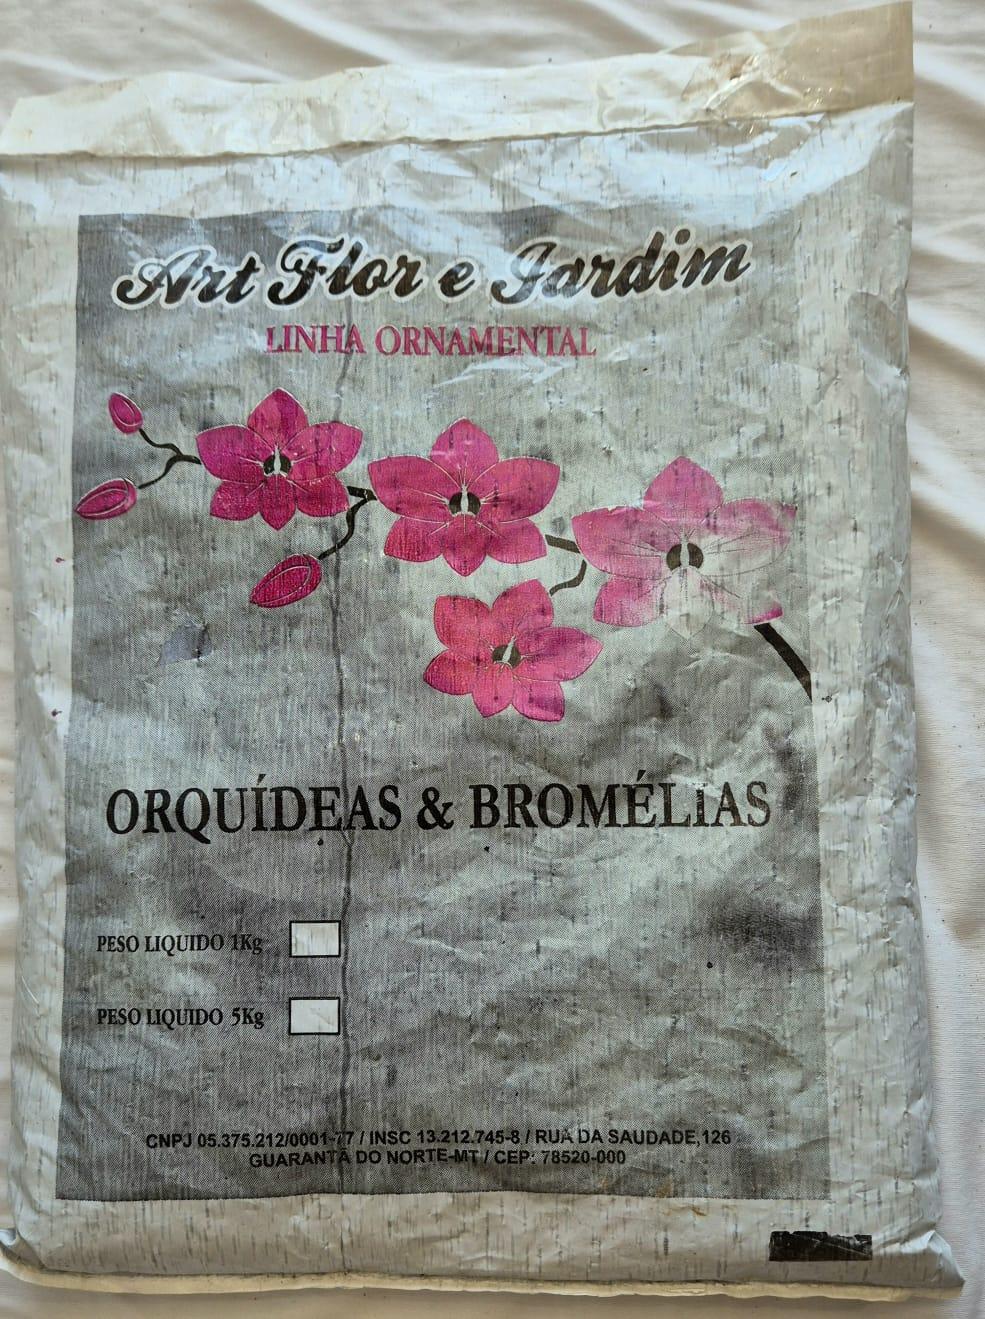 Art Flor e Jardim
LINHA ORNAMENTAL
ORQUÍDEAS & BROMÉLIAS
PESO LIQUIDO 1Kg
PESO LIQUIDO 5Kg
CNPJ 05.375.212/0001-77 / INSC 13.212.745-8 / RUA DA SAUDADE,126
GUARANTÃ DO NORTE-MT / CEP: 78520-000